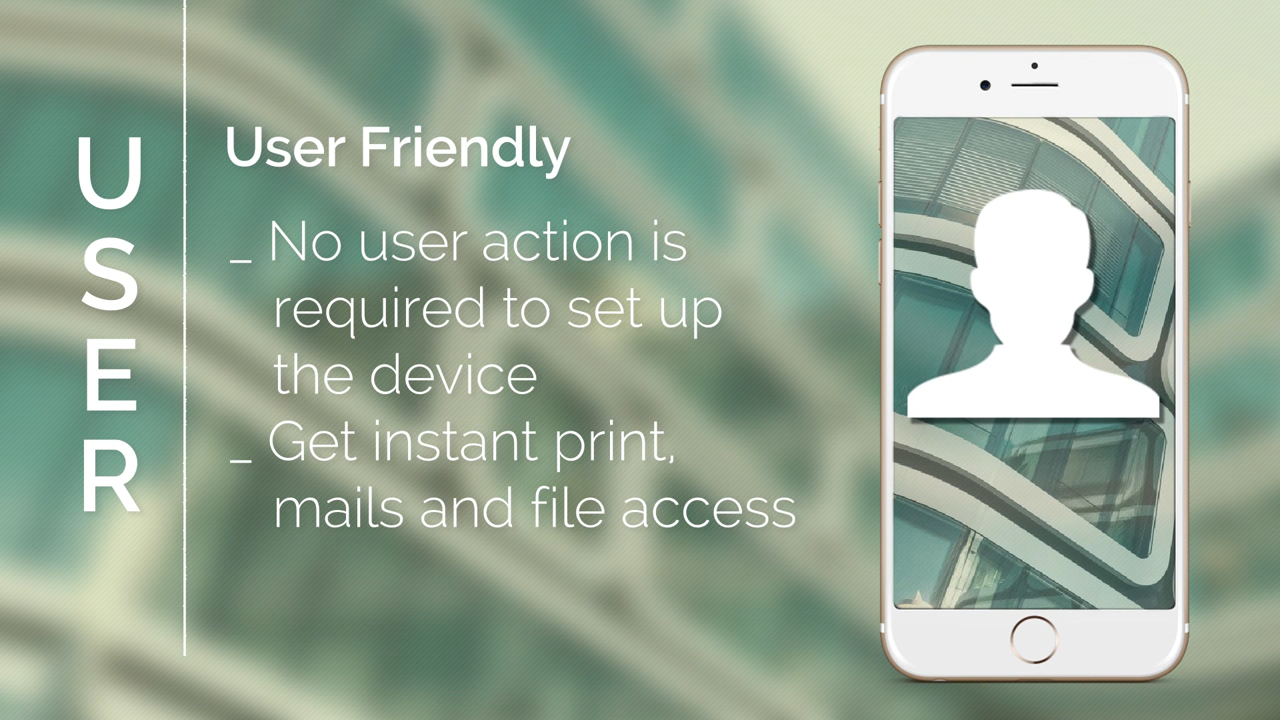 USER
User Friendly
_ No user action is
required to set up
the device
_ Get instant print,
mails and file access